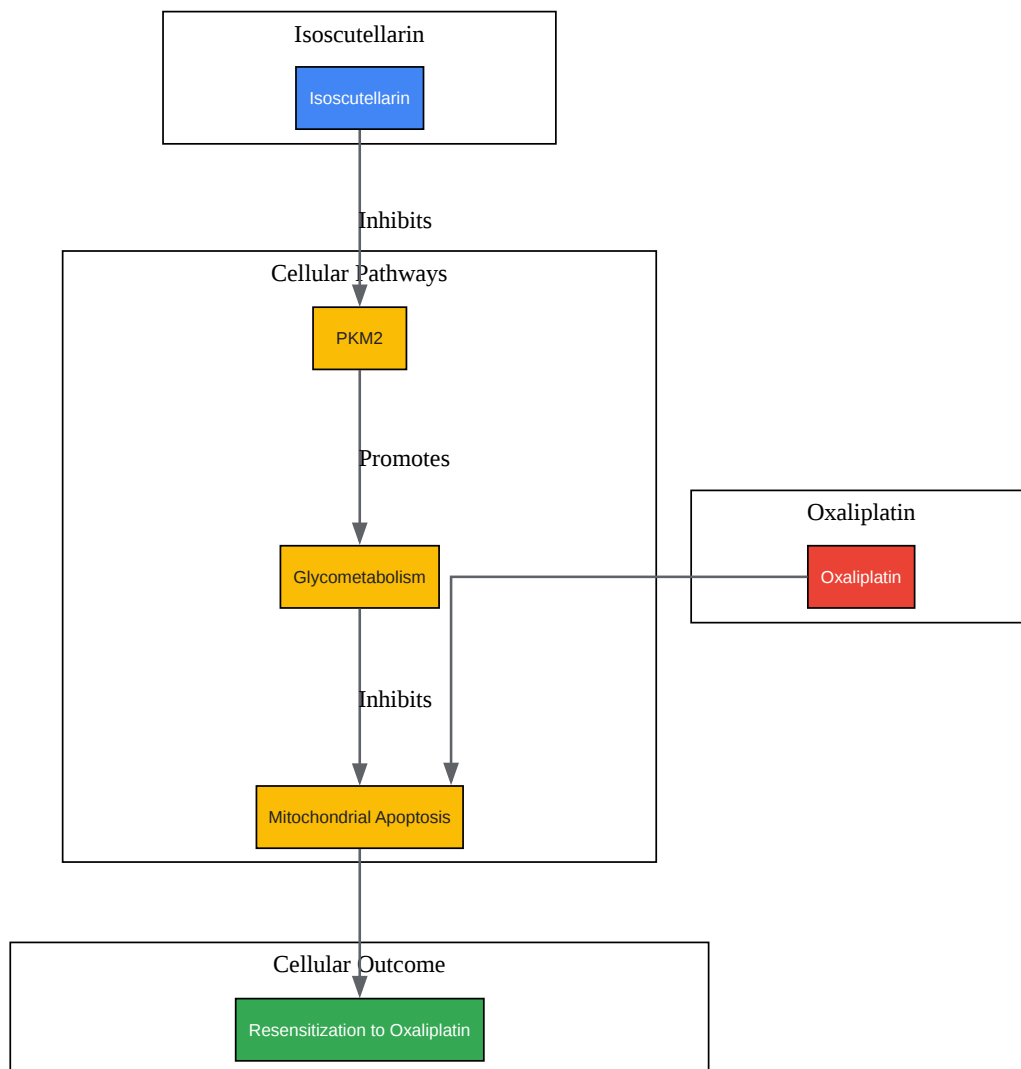 Isoscutellarin
Isoscutellarin
Inhibits
Cellular Pathways
PKM2
Promotes
Oxaliplatin
Glycometabolism
Oxaliplatin
Inhibits
Mitochondrial Apoptosis
Cellular Outcome
Resensitization to Oxaliplatin